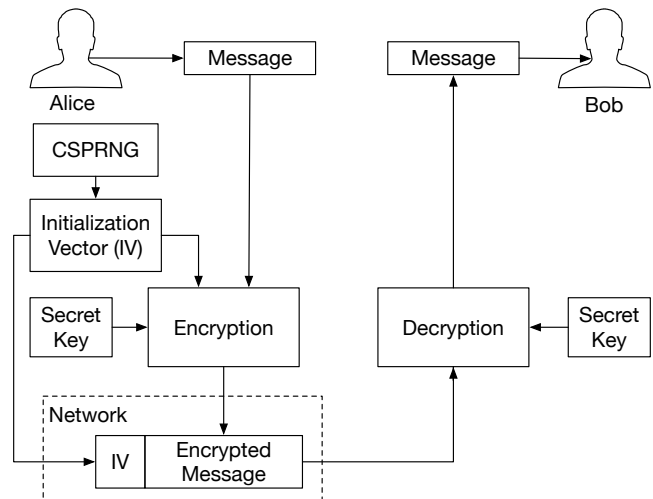 Message
Message
Alice
Bob
CSPRNG
Initialization
Vector (IV)
Secret
Key
Encryption
Decryption
Secret
Key
Network
IV
Encrypted
Message